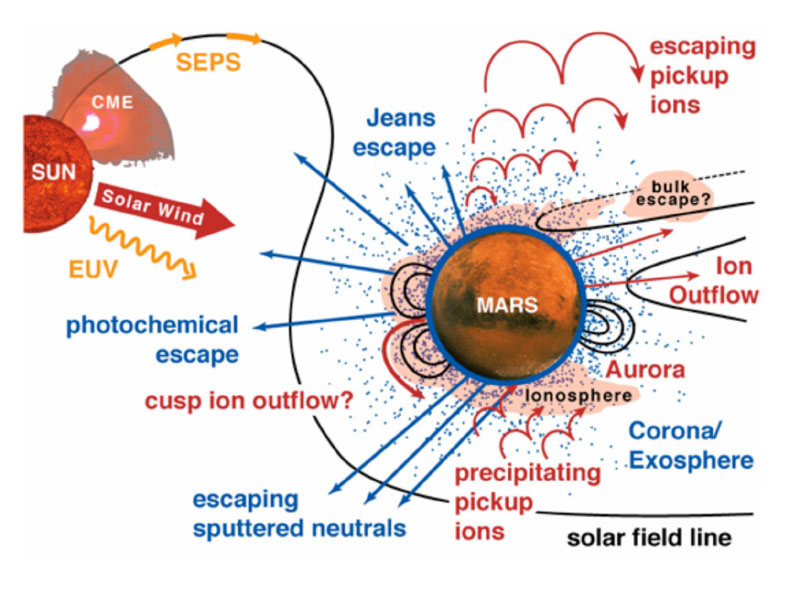 SEPS
CME
SUN
Solar Wind
EUV
escaping
pickup
ions
Jeans
escape
bulk
escape?
Ion
Outflow
MARS
photochemical
escape
cusp ion outflow?
Aurora
Ionosphere
Corona/
Exosphere
precipitating
pickup
ions
escaping
sputtered neutrals
solar field line